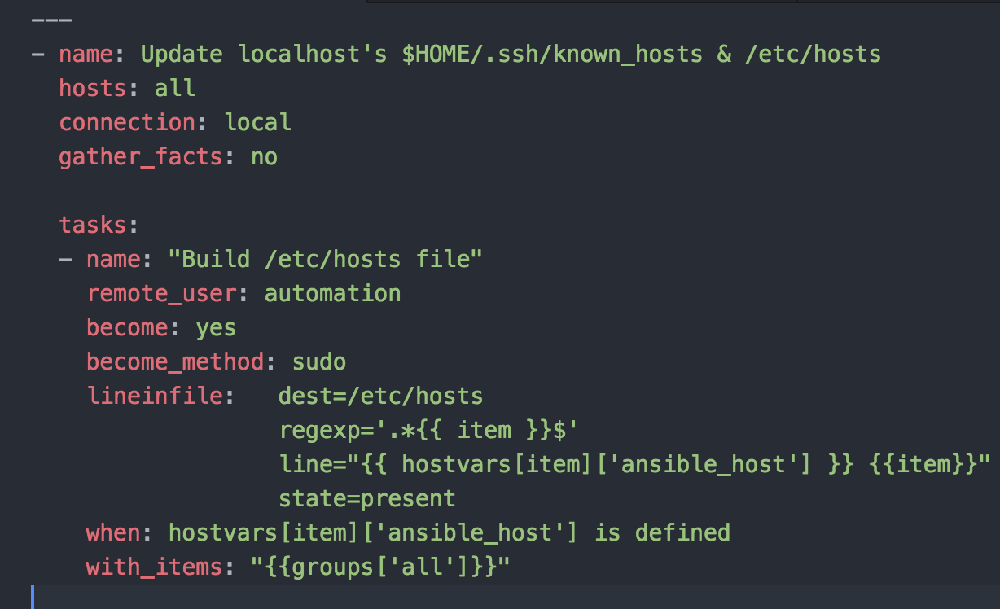 ---
- name: Update localhost's $HOME/.ssh/known_hosts & /etc/hosts
  hosts: all
  connection: local
  gather_facts: no

  tasks:
  - name: "Build /etc/hosts file"
    remote_user: automation
    become: yes
    become_method: sudo
    lineinfile:   dest=/etc/hosts
                  regexp='.*{{ item }}$'
                  line="{{ hostvars[item]['ansible_host'] }} {{item}}"
                  state=present
    when: hostvars[item]['ansible_host'] is defined
    with_items: "{{groups['all']}}"